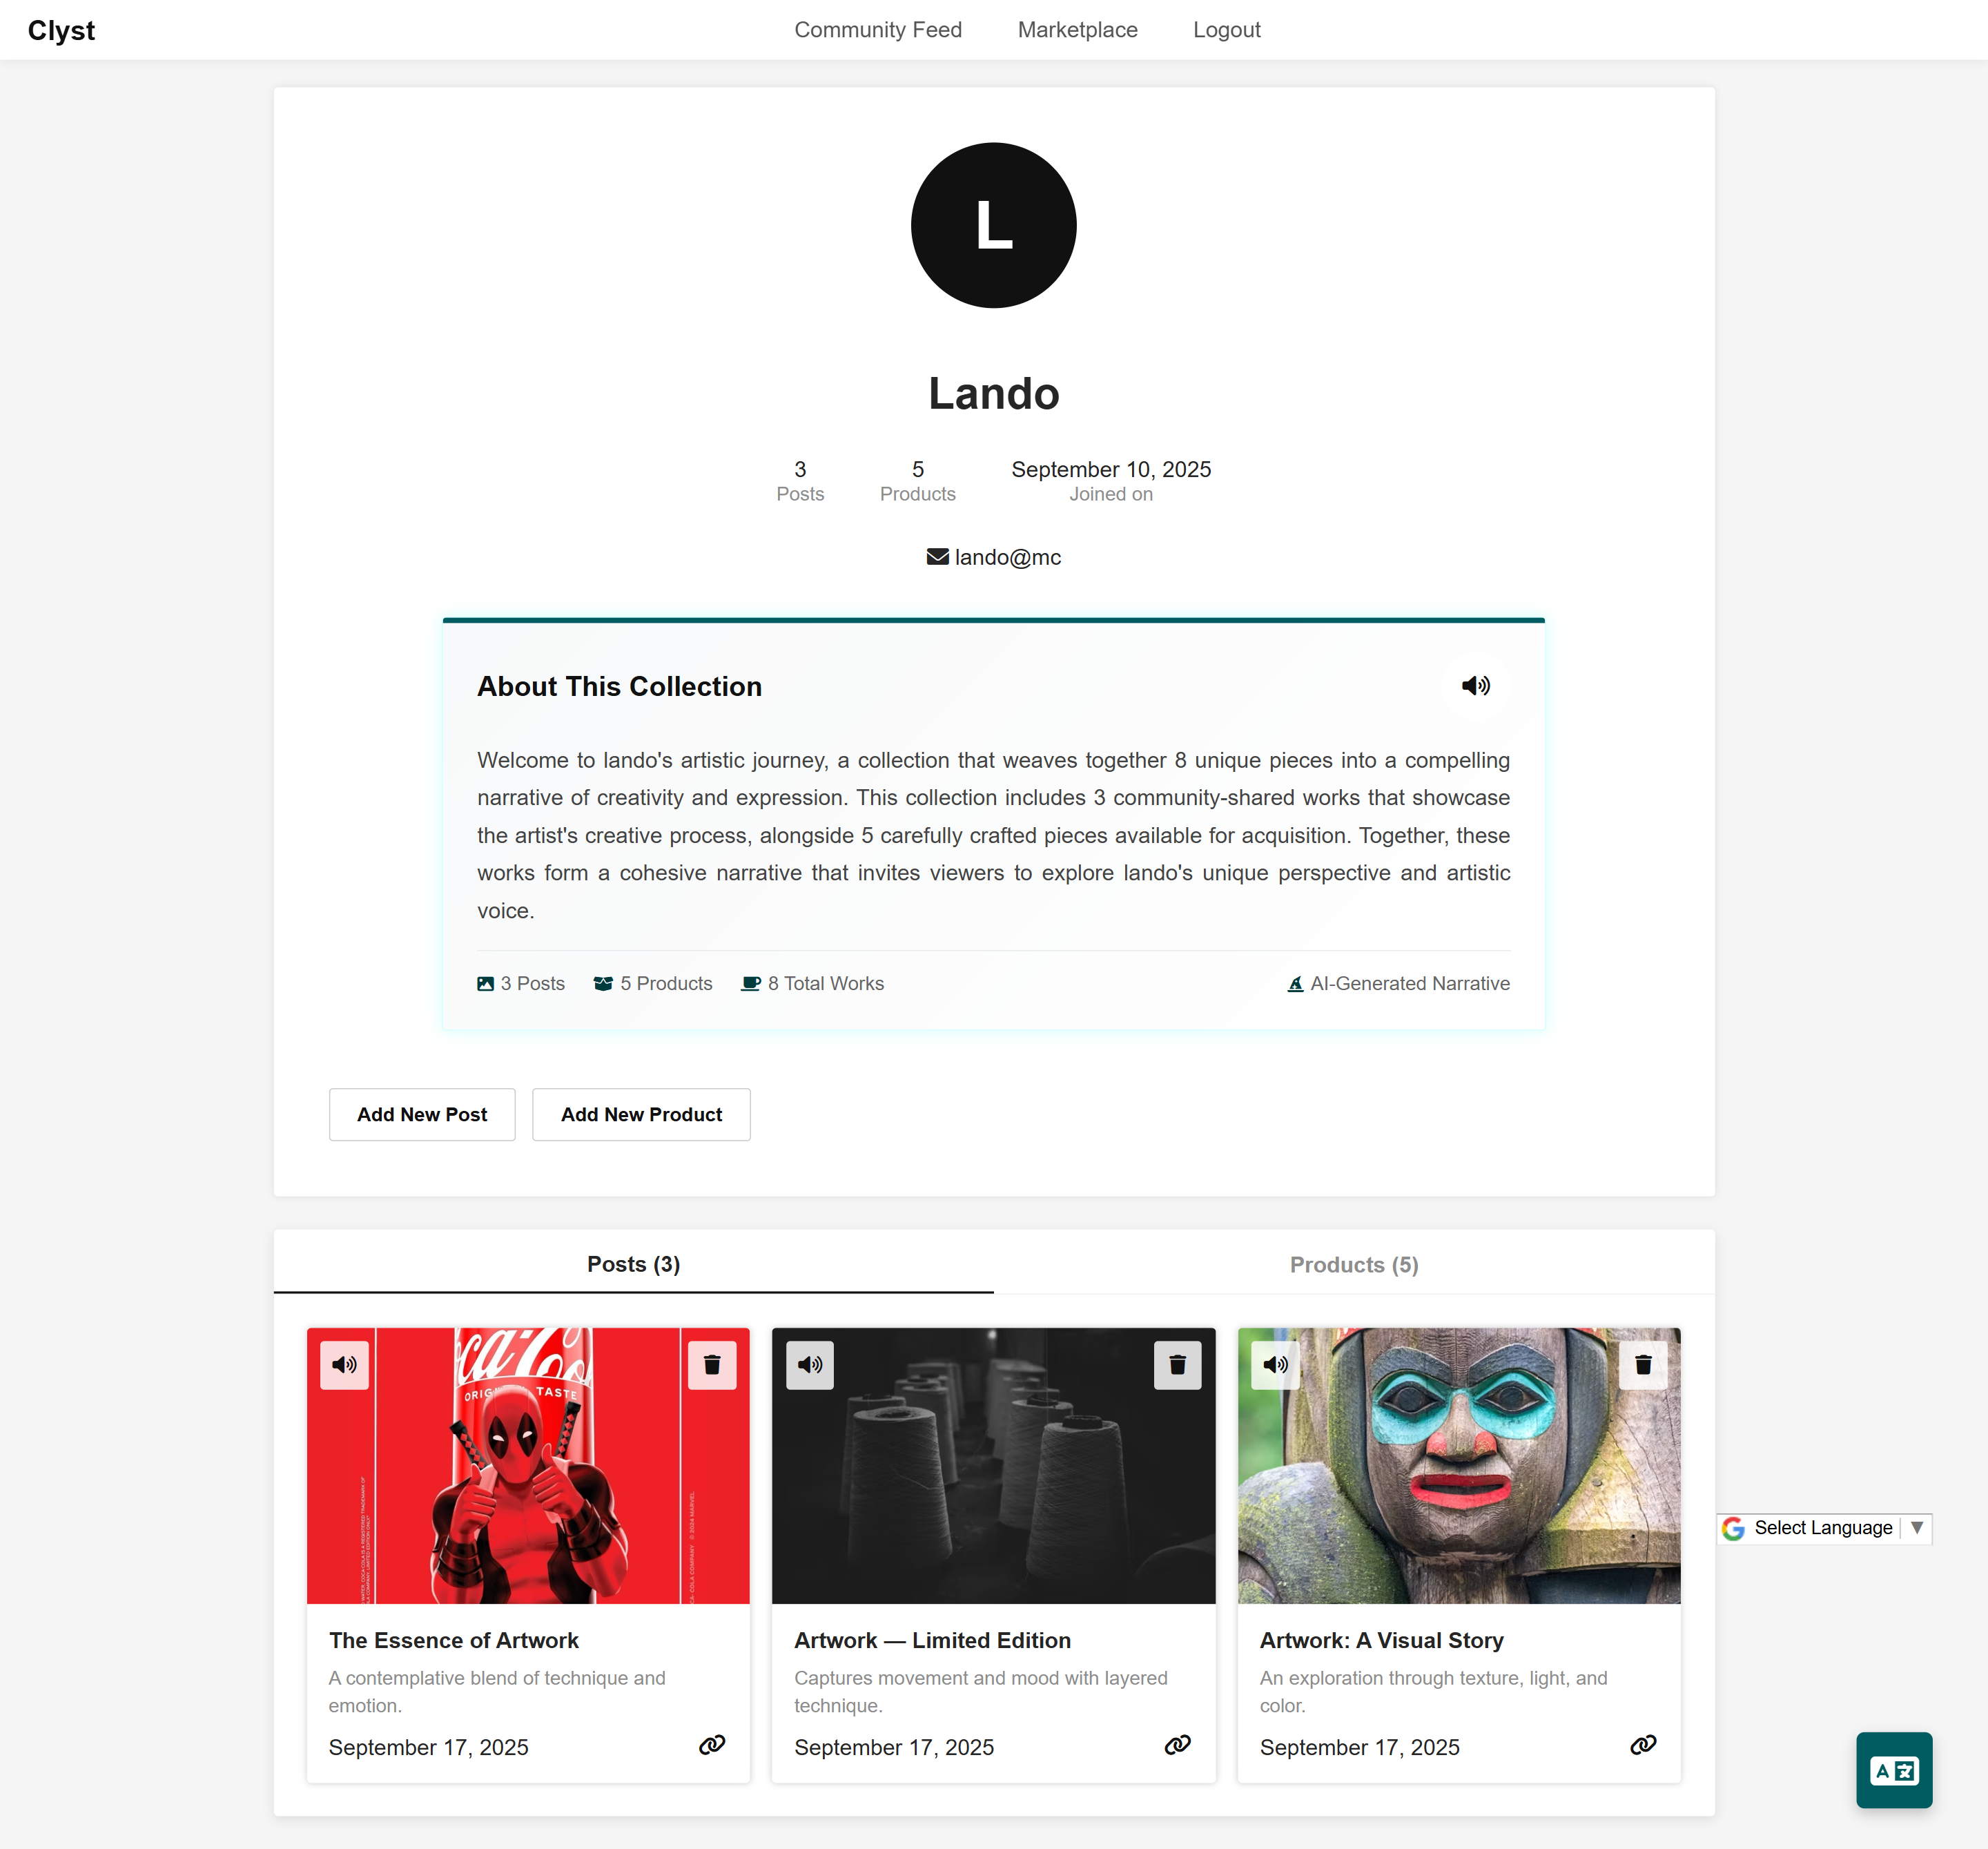 Clyst
Community Feed
Marketplace
Logout
L
Lando
3
Posts
5
Products
September 10, 2025
Joined on
lando@mc
About This Collection
Welcome to lando's artistic journey, a collection that weaves together 8 unique pieces into a compelling
narrative of creativity and expression. This collection includes 3 community-shared works that showcase
the artist's creative process, alongside 5 carefully crafted pieces available for acquisition. Together, these
works form a cohesive narrative that invites viewers to explore lando's unique perspective and artistic
voice.
3 Posts
5 Products
8 Total Works
AI-Generated Narrative
Add New Post
Add New Product
Posts (3)
Products (5)
ORIGINAL TASTE
© 2024 MARVEL
The Essence of Artwork
A contemplative blend of technique and
emotion.
September 17, 2025
Artwork — Limited Edition
Captures movement and mood with layered
technique.
September 17, 2025
Artwork: A Visual Story
An exploration through texture, light, and
color.
September 17, 2025
Select Language ▼
A 文